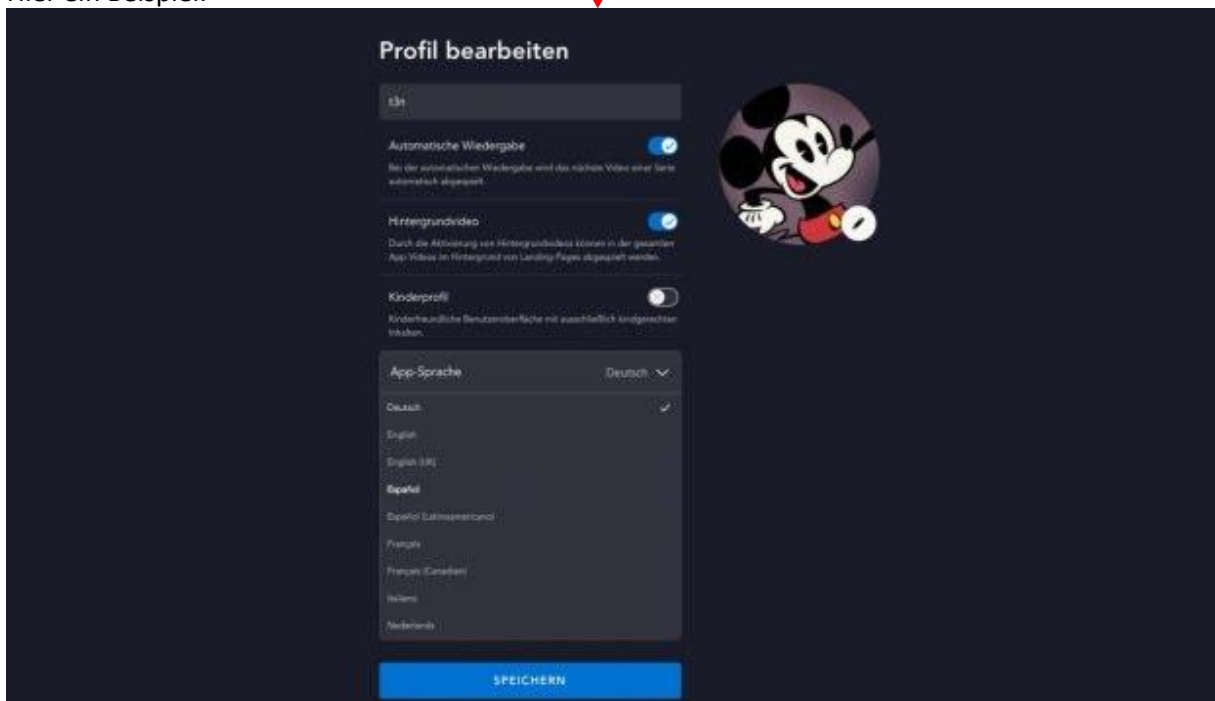 Hier ein Beispiel:
Profil bearbeiten
t3n
Automatische Wiedergabe
Bei der automatischen Wiedergabe wird das nächste Video einer Serie
automatisch abgespielt.
Hintergrundvideo
Durch die Aktivierung von Hintergrundvideos können in der gesamten
App Videos im Hintergrund von Landing-Pages abgespielt werden.
Kinderprofil
Kinderfreundliche Benutzeroberfläche mit ausschließlich kindgerechten
Inhalten.
App-Sprache Deutsch
Deutsch
English
English (UK)
Español
Español (Latinoamericano)
Français
Français (Canadien)
Italiano
Nederlands
SPEICHERN